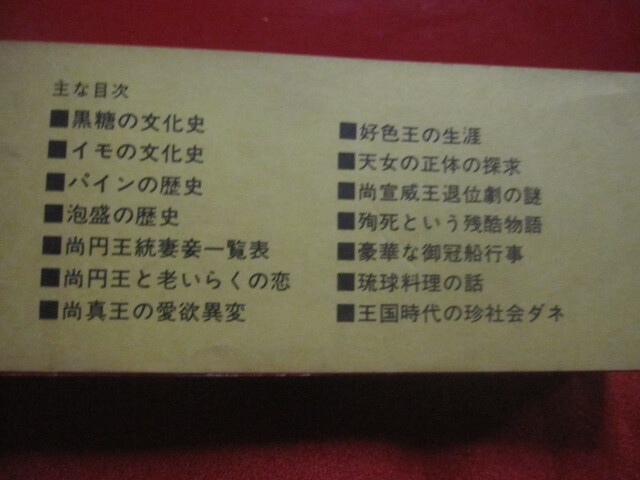 主な目次
■黒糖の文化史
■イモの文化史
■パインの歴史
■泡盛の歴史
■尚円王統妻妾一覧表
■尚円王と老いらくの恋
■尚真王の愛欲異変
■好色王の生涯
■天女の正体の探求
■尚宣威王退位劇の謎
■殉死という残酷物語
■豪華な御冠船行事
■琉球料理の話
■王国時代の珍社会ダネ